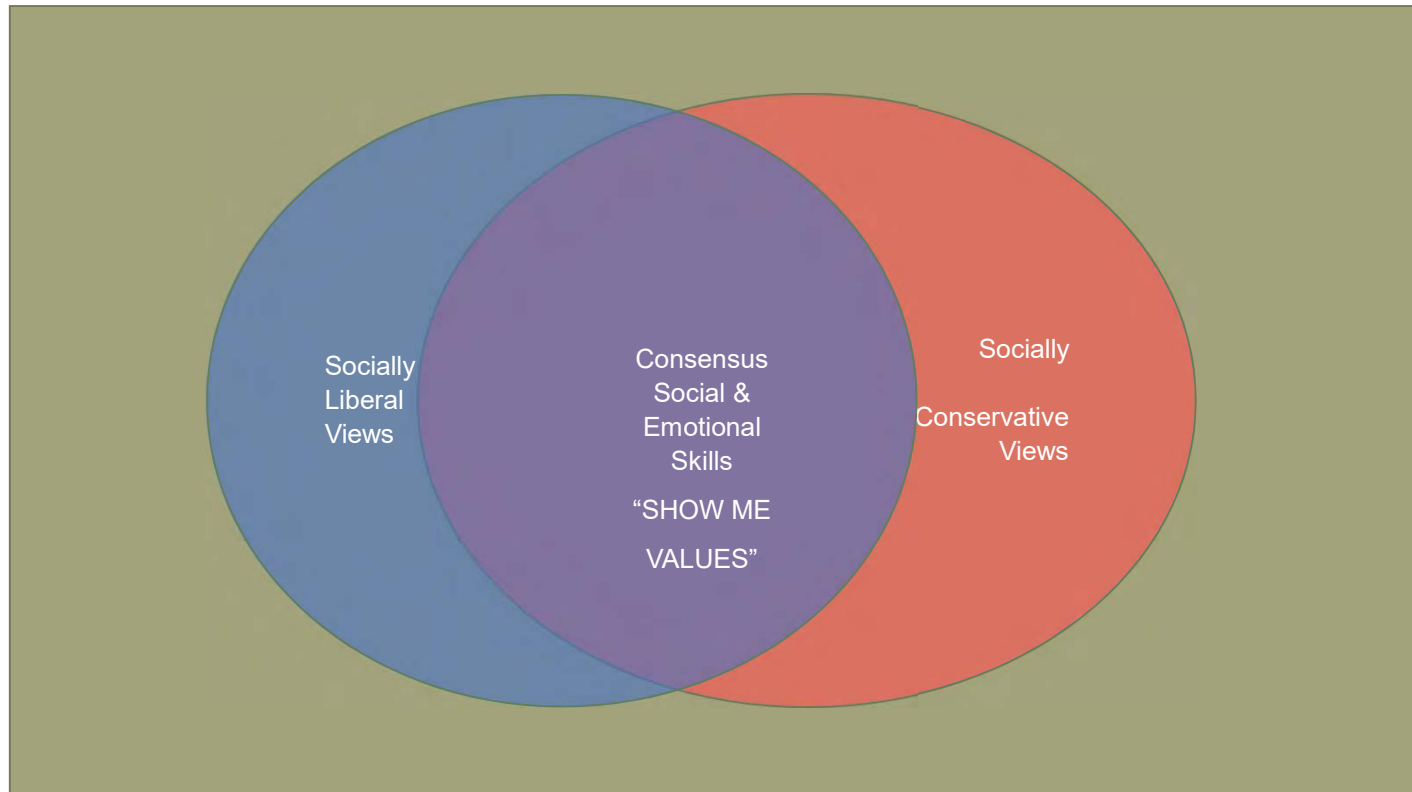 Socially
Liberal
Views
Consensus
Social &
Emotional
Skills
“SHOW ME
VALUES”
Socially
Conservative
Views